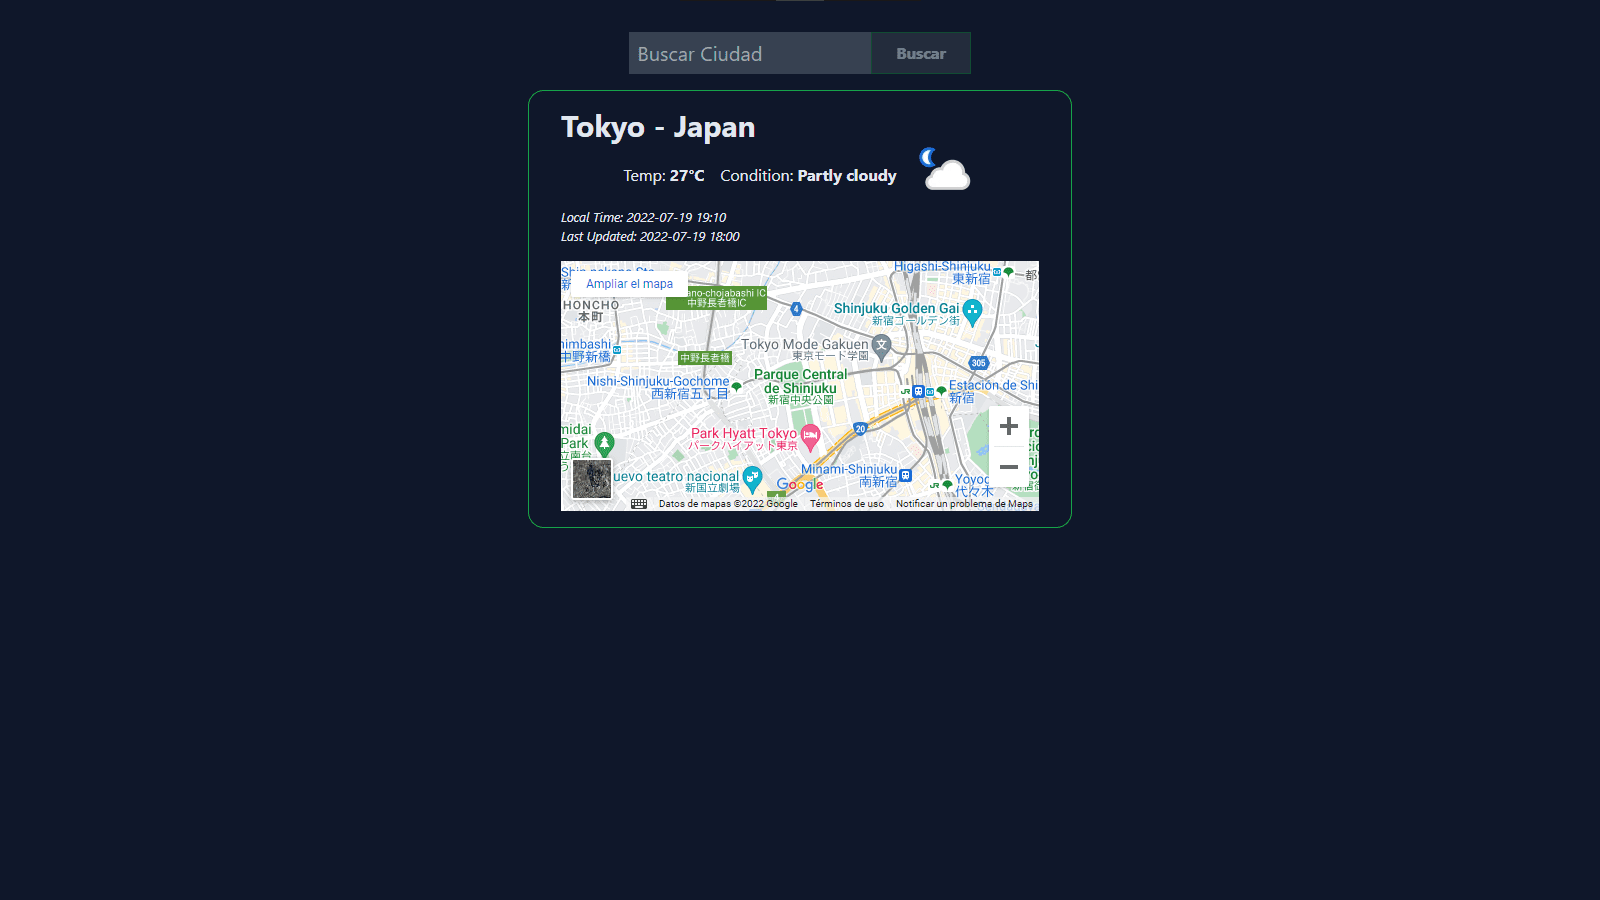 Buscar Ciudad
Buscar
Tokyo - Japan
Temp: 27°C Condition: Partly cloudy
Local Time: 2022-07-19 19:10
Last Updated: 2022-07-19 18:00
Ampliar el mapa
ano-chojabashi IC
中野長者橋IC
Higashi-Shinjuku
東新宿
HONCHO
本町
4
Shinjuku Golden Gai
新宿ゴールデン街
himbashi
中野新橋
中野長者橋
Tokyo Mode Gakuen
東京モード学園
305
Nishi-Shinjuku-Gochome
西新宿五丁目
Parque Central
de Shinjuku
新宿中央公園
JR
Estación de Shi
新宿
midai
Park
立南台
Park Hyatt Tokyo
パークハイアット東京
20
Minami-Shinjuku
南新宿
uevo teatro nacional
新国立劇場
Google
JR
Yoyo
代々木
+
−
Datos de mapas ©2022 Google
Términos de uso
Notificar un problema de Maps